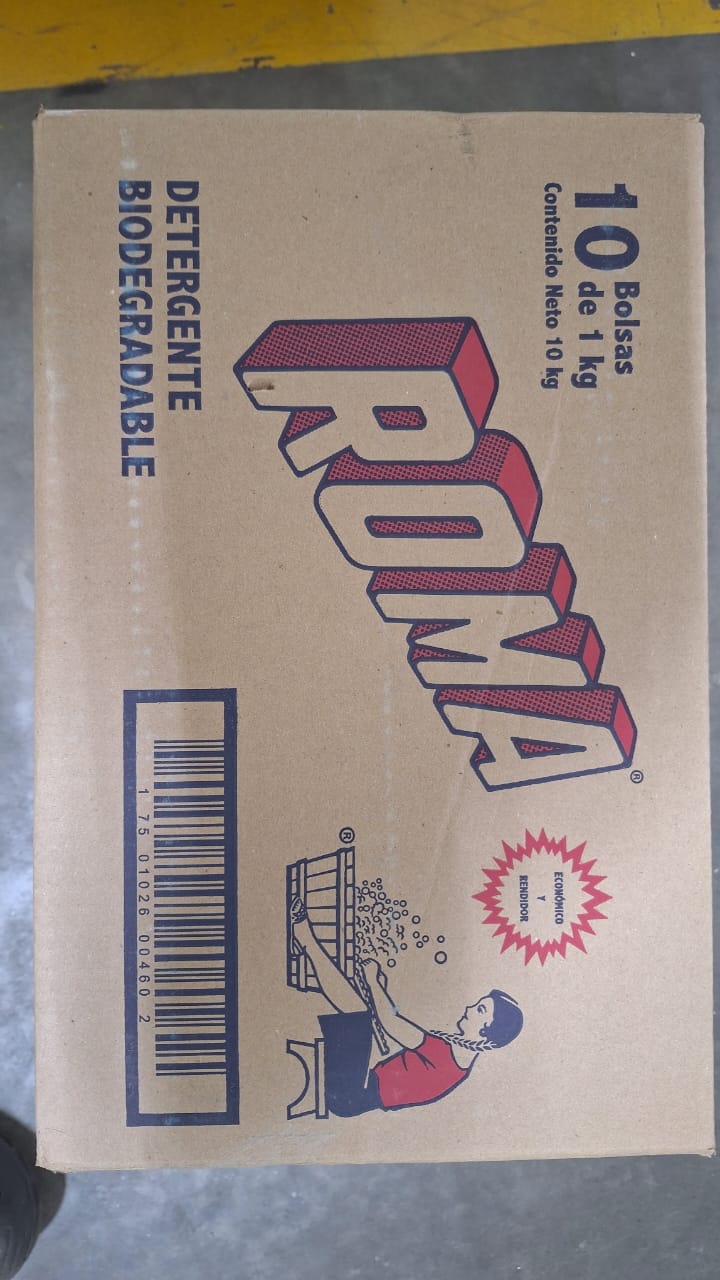 10 Bolsas
de 1 kg
Contenido Neto 10 kg
ROMA®
ECONÓMICO
Y
RENDIDOR
®
DETERGENTE
BIODEGRADABLE
1 75 01026 00460 2